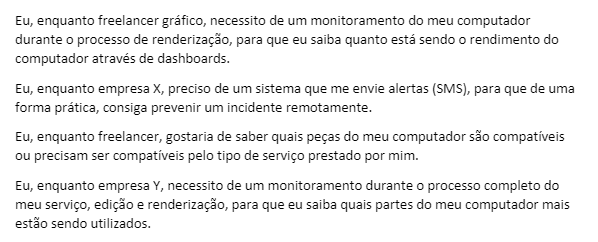 Eu, enquanto freelancer gráfico, necessito de um monitoramento do meu computador
durante o processo de renderização, para que eu saiba quanto está sendo o rendimento do
computador através de dashboards.
Eu, enquanto empresa X, preciso de um sistema que me envie alertas (SMS), para que de uma
forma prática, consiga prevenir um incidente remotamente.
Eu, enquanto freelancer, gostaria de saber quais peças do meu computador são compatíveis
ou precisam ser compatíveis pelo tipo de serviço prestado por mim.
Eu, enquanto empresa Y, necessito de um monitoramento durante o processo completo do
meu serviço, edição e renderização, para que eu saiba quais partes do meu computador mais
estão sendo utilizados.